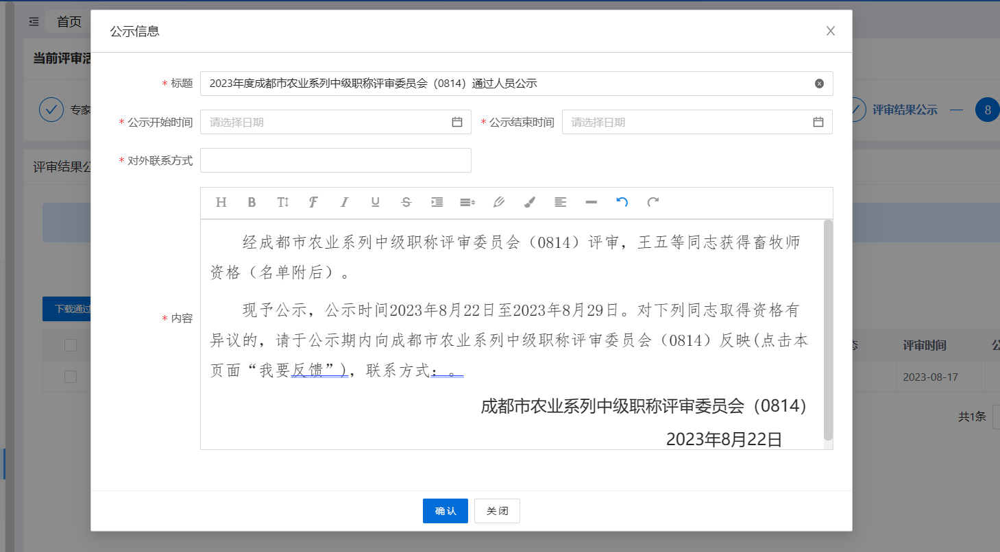 首页
公示信息
当前评审活
* 标题
2023年度成都市农业系列中级职称评审委员会（0814）通过人员公示
专家
评审结果公示
8
* 公示开始时间
请选择日期
* 公示结束时间
请选择日期
* 对外联系方式
评审结果公
H B T F I U S
经成都市农业系列中级职称评审委员会（0814）评审，王五等同志获得畜牧师
资格（名单附后）。
现予公示，公示时间2023年8月22日至2023年8月29日。对下列同志取得资格有
下载通过
* 内容
异议的，请于公示期内向成都市农业系列中级职称评审委员会（0814）反映(点击本
评审时间
页面“我要反馈”)，联系方式：。
2023-08-17
成都市农业系列中级职称评审委员会（0814）
共1条
2023年8月22日
确认
关闭